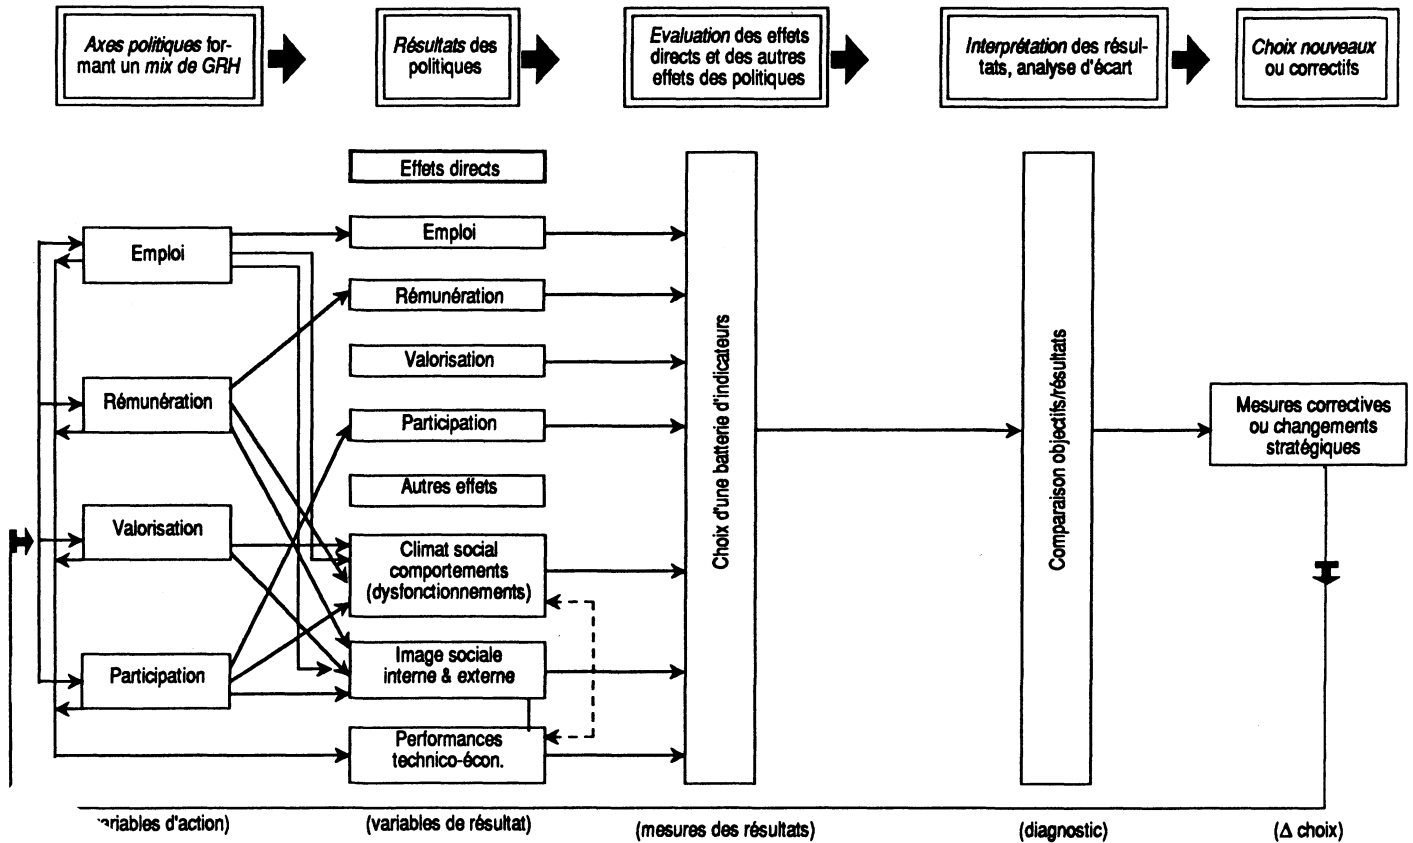 Axes politiques for-
mant un mix de GRH
Résultats des
politiques
Evaluation des effets
directs et des autres
effets des politiques
Interprétation des résul-
tats, analyse d'écart
Choix nouveaux
ou correctifs
Effets directs
Emploi
Rémunération
Valorisation
Participation
Emploi
Rémunération
Valorisation
Participation
Autres effets
Climat social
comportements
(dysfonctionnements)
Image sociale
interne & externe
Performances
technico-écon.
Choix d'une batterie d'indicateurs
Comparaison objectifs/résultats
Mesures correctives
ou changements
stratégiques
variables d'action)
(variables de résultat)
(mesures des résultats)
(diagnostic)
(Δ choix)